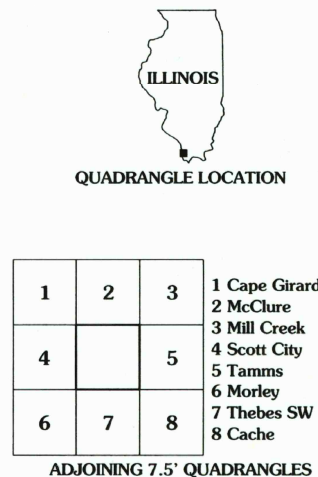 ILLINOIS
QUADRANGLE LOCATION
1 2 3
4 5
6 7 8
1 Cape Girard
2 McClure
3 Mill Creek
4 Scott City
5 Tamms
6 Morley
7 Thebes SW
8 Cache
ADJOINING 7.5' QUADRANGLES